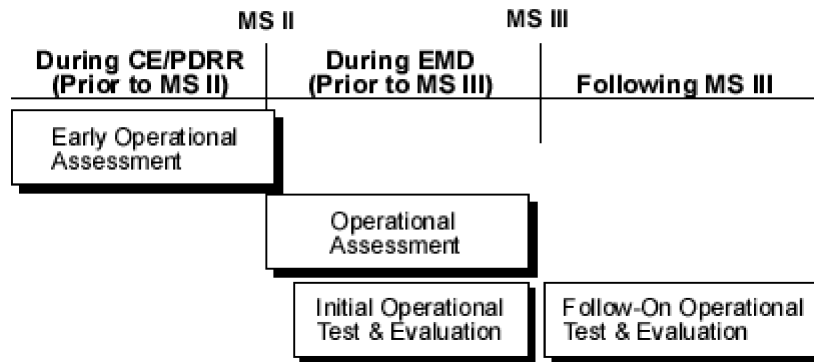 MS II
MS III
During CE/PDRR
(Prior to MS II)
During EMD
(Prior to MS III)
Following MS III
Early Operational
Assessment
Operational
Assessment
Initial Operational
Test & Evaluation
Follow-On Operational
Test & Evaluation